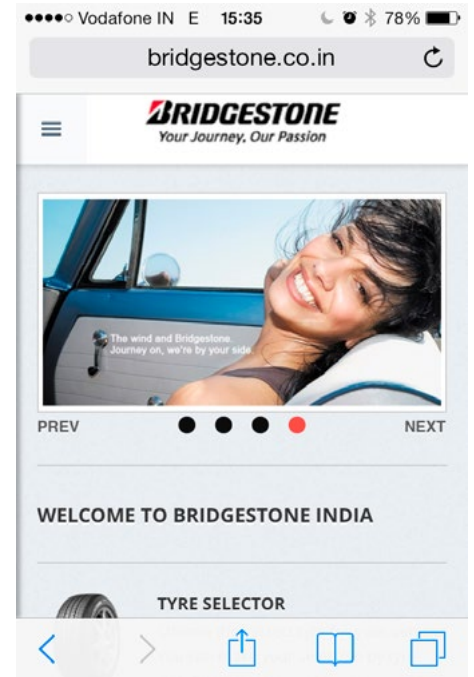 Vodafone IN E 15:35 78%
bridgestone.co.in
BRIDGESTONE
Your Journey, Our Passion
The wind and Bridgestone.
Journey on, we're by your side
PREV NEXT
WELCOME TO BRIDGESTONE INDIA
TYRE SELECTOR